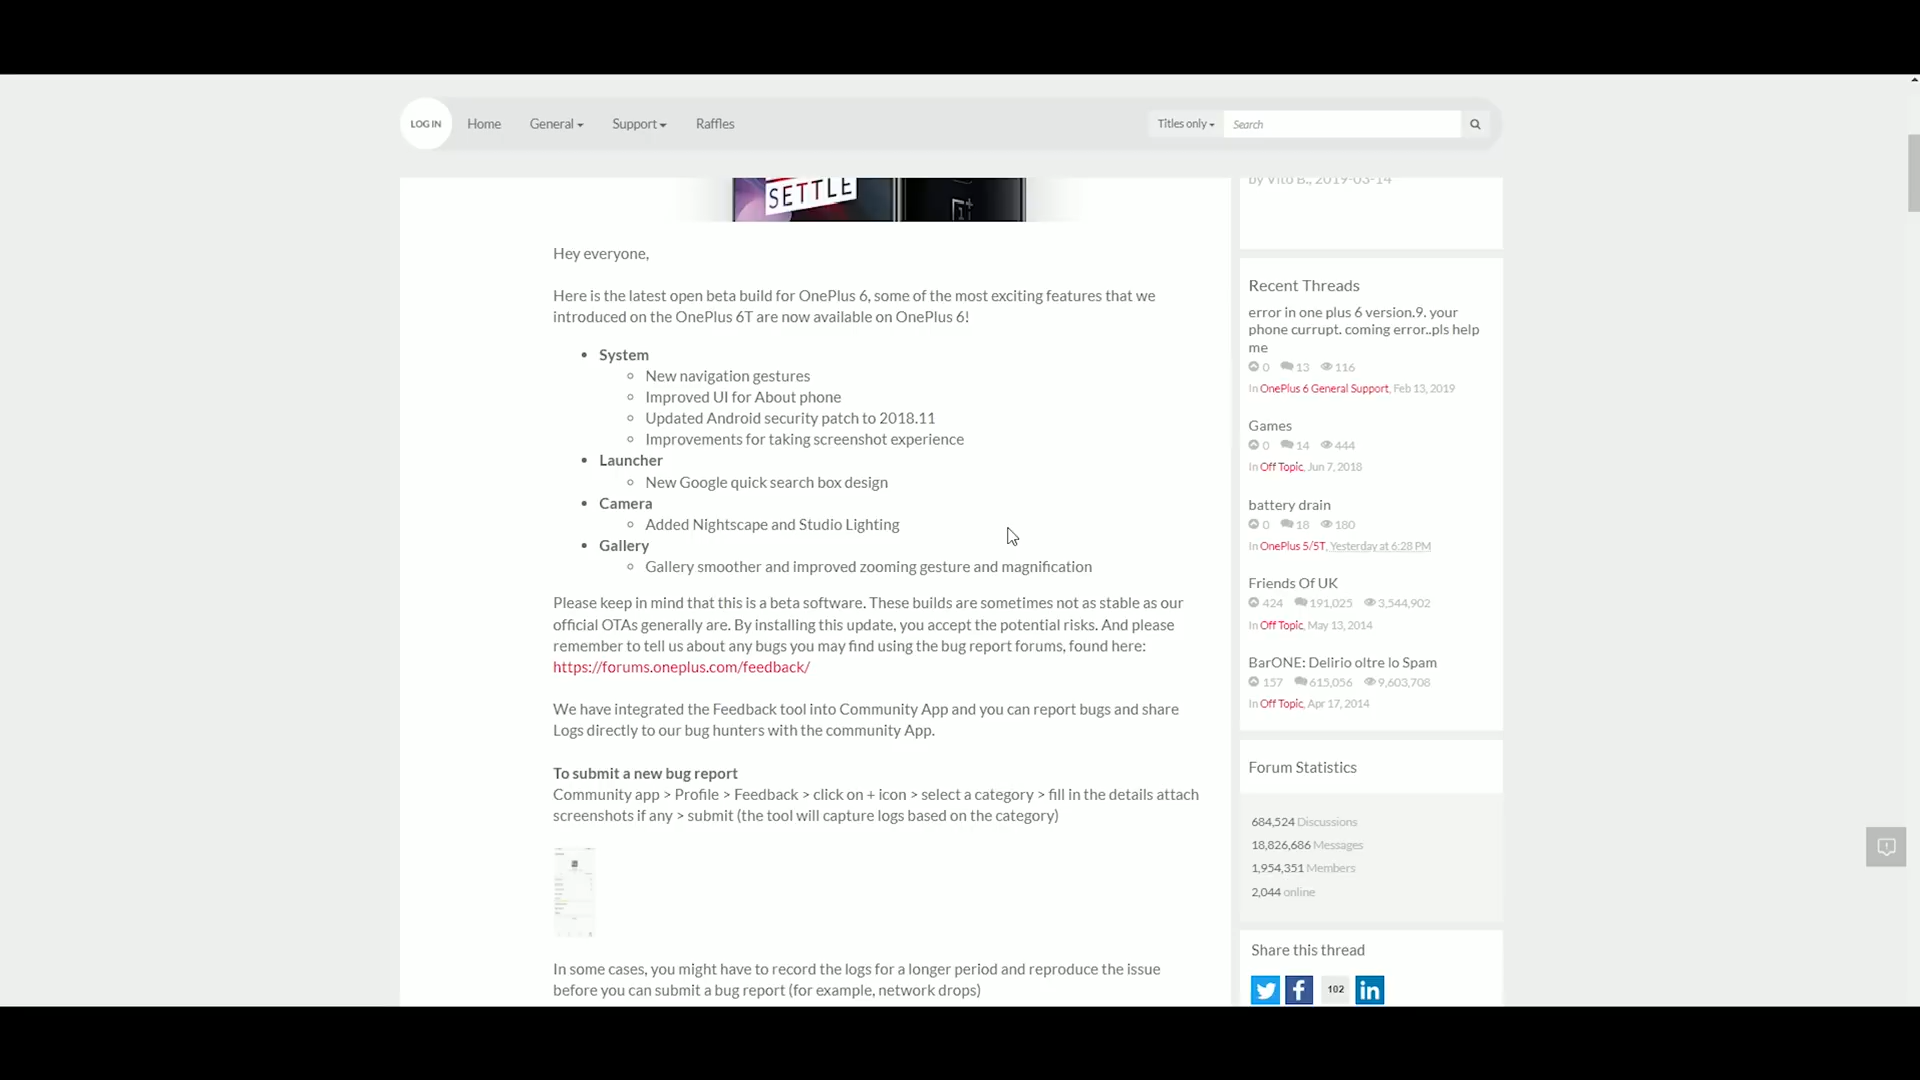 LOG IN Home General Support Raffles Titles only Search
SETTLE
Hey everyone,
Here is the latest open beta build for OnePlus 6, some of the most exciting features that we
introduced on the OnePlus 6T are now available on OnePlus 6!
• System
○ New navigation gestures
○ Improved UI for About phone
○ Updated Android security patch to 2018.11
○ Improvements for taking screenshot experience
• Launcher
○ New Google quick search box design
• Camera
○ Added Nightscape and Studio Lighting
• Gallery
○ Gallery smoother and improved zooming gesture and magnification
Please keep in mind that this is a beta software. These builds are sometimes not as stable as our
official OTAs generally are. By installing this update, you accept the potential risks. And please
remember to tell us about any bugs you may find using the bug report forums, found here:
https://forums.oneplus.com/feedback/
We have integrated the Feedback tool into Community App and you can report bugs and share
Logs directly to our bug hunters with the community App.
To submit a new bug report
Community app > Profile > Feedback > click on + icon > select a category > fill in the details attach
screenshots if any > submit (the tool will capture logs based on the category)
In some cases, you might have to record the logs for a longer period and reproduce the issue
before you can submit a bug report (for example, network drops)
by Vito B., 2019-03-14
Recent Threads
error in one plus 6 version.9. your
phone currupt. coming error..pls help
me
0 13 116
In OnePlus 6 General Support, Feb 13, 2019
Games
0 14 444
In Off Topic, Jun 7, 2018
battery drain
0 18 180
In OnePlus 5/5T, Yesterday at 6:28 PM
Friends Of UK
424 191,025 3,544,902
In Off Topic, May 13, 2014
BarONE: Delirio oltre lo Spam
157 615,056 9,603,708
In Off Topic, Apr 17, 2014
Forum Statistics
684,524 Discussions
18,826,686 Messages
1,954,351 Members
2,044 online
Share this thread
102